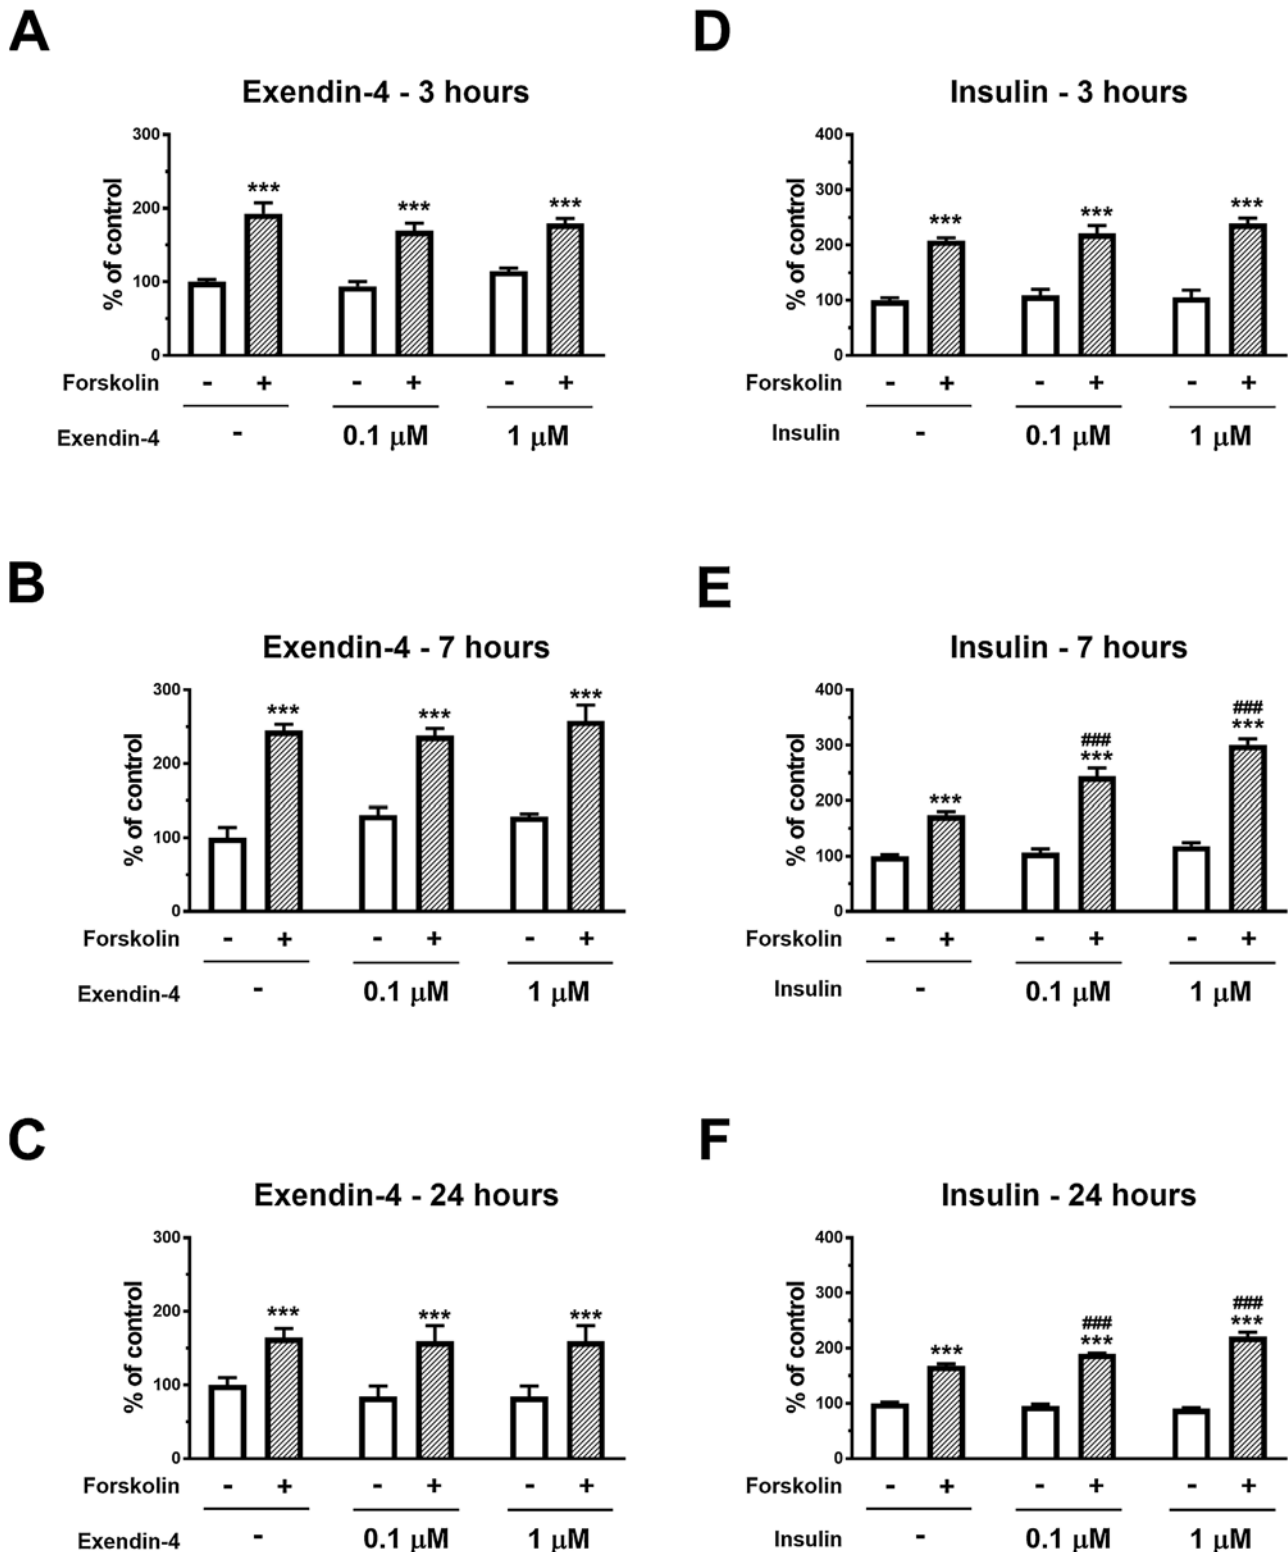 A
Exendin-4 - 3 hours
300
200
100
0
% of control
***
***
***
Forskolin - + - + - +
Exendin-4 - 0.1 µM 1 µM
D
Insulin - 3 hours
400
300
200
100
0
% of control
***
***
***
Forskolin - + - + - +
Insulin - 0.1 µM 1 µM
B
Exendin-4 - 7 hours
300
200
100
0
% of control
***
***
***
Forskolin - + - + - +
Exendin-4 - 0.1 µM 1 µM
E
Insulin - 7 hours
400
300
200
100
0
% of control
***
###
***
###
***
Forskolin - + - + - +
Insulin - 0.1 µM 1 µM
C
Exendin-4 - 24 hours
300
200
100
0
% of control
***
***
***
Forskolin - + - + - +
Exendin-4 - 0.1 µM 1 µM
F
Insulin - 24 hours
400
300
200
100
0
% of control
***
###
***
###
***
Forskolin - + - + - +
Insulin - 0.1 µM 1 µM